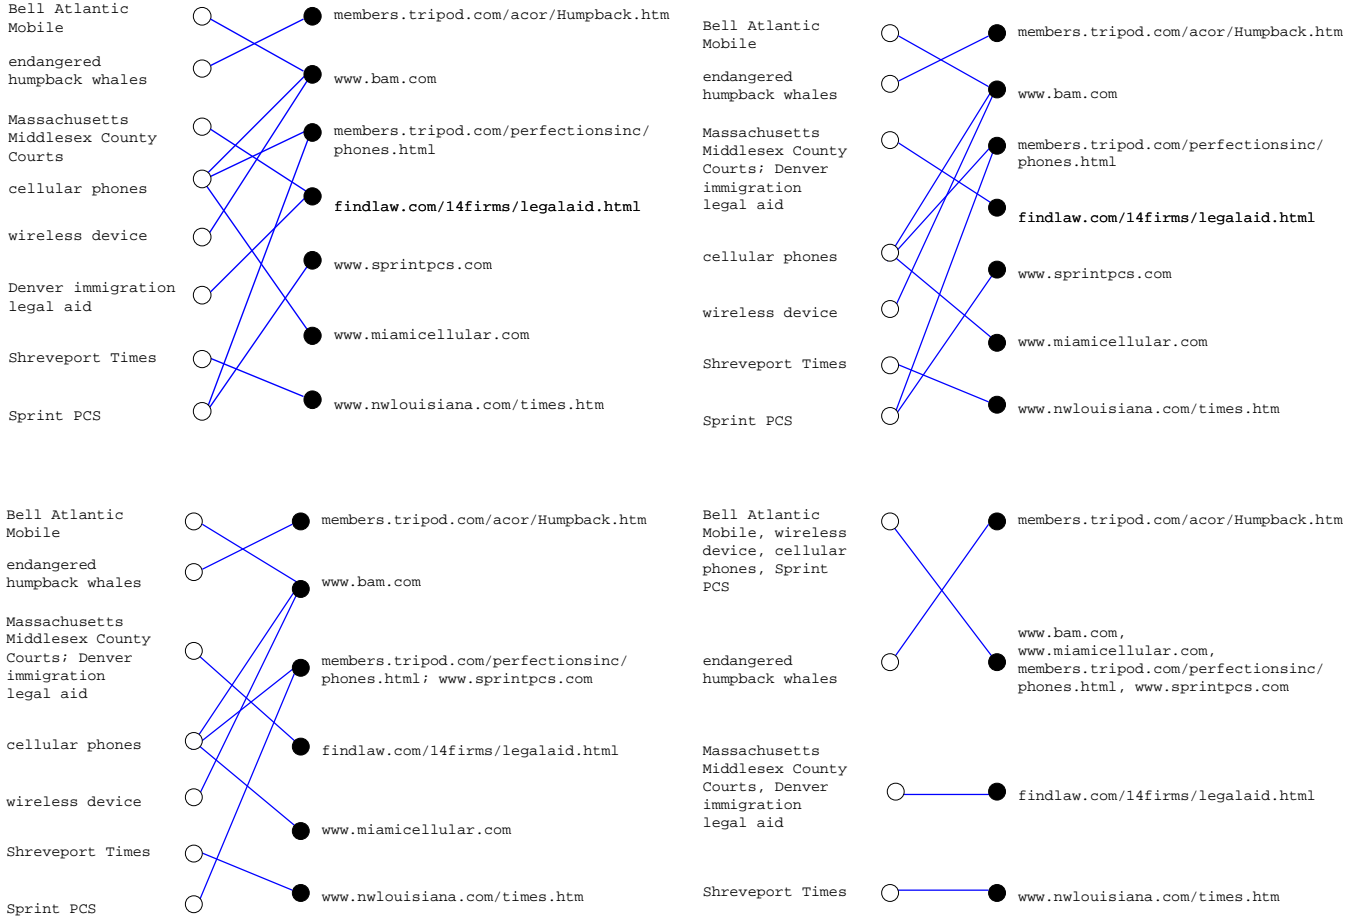 Bell Atlantic
Mobile
endangered
humpback whales
Massachusetts
Middlesex County
Courts
cellular phones
wireless device
Denver immigration
legal aid
Shreveport Times
Sprint PCS
members.tripod.com/acor/Humpback.htm
www.bam.com
members.tripod.com/perfectionsinc/
phones.html
findlaw.com/14firms/legalaid.html
www.sprintpcs.com
www.miamicellular.com
www.nwlouisiana.com/times.htm
Bell Atlantic
Mobile
endangered
humpback whales
Massachusetts
Middlesex County
Courts; Denver
immigration
legal aid
cellular phones
wireless device
Shreveport Times
Sprint PCS
members.tripod.com/acor/Humpback.htm
www.bam.com
members.tripod.com/perfectionsinc/
phones.html
findlaw.com/14firms/legalaid.html
www.sprintpcs.com
www.miamicellular.com
www.nwlouisiana.com/times.htm
Bell Atlantic
Mobile
endangered
humpback whales
Massachusetts
Middlesex County
Courts; Denver
immigration
legal aid
cellular phones
wireless device
Shreveport Times
Sprint PCS
members.tripod.com/acor/Humpback.htm
www.bam.com
members.tripod.com/perfectionsinc/
phones.html; www.sprintpcs.com
findlaw.com/14firms/legalaid.html
www.miamicellular.com
www.nwlouisiana.com/times.htm
Bell Atlantic
Mobile, wireless
device, cellular
phones, Sprint
PCS
endangered
humpback whales
Massachusetts
Middlesex County
Courts, Denver
immigration
legal aid
Shreveport Times
members.tripod.com/acor/Humpback.htm
www.bam.com,
www.miamicellular.com,
members.tripod.com/perfectionsinc/
phones.html, www.sprintpcs.com
findlaw.com/14firms/legalaid.html
www.nwlouisiana.com/times.htm